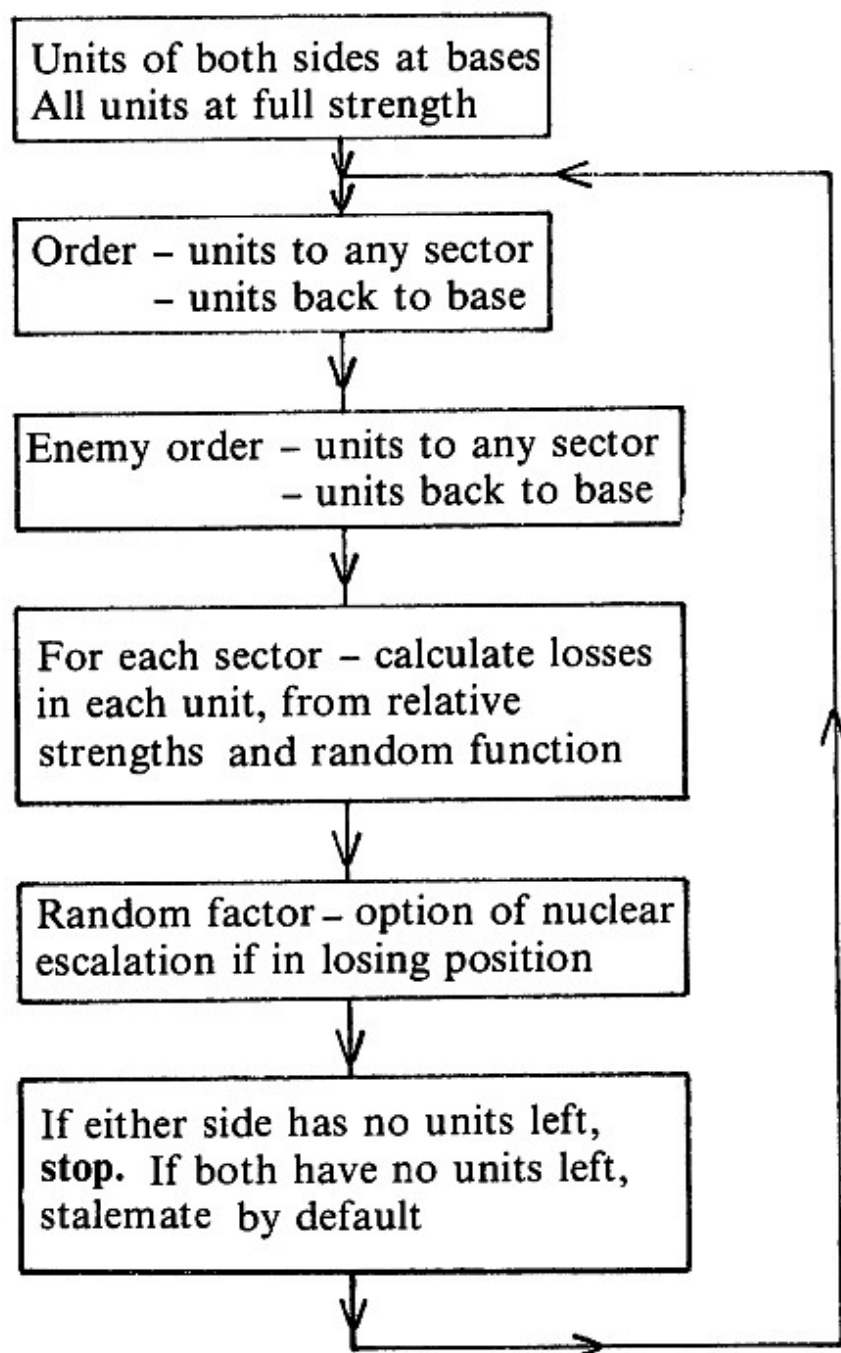 Units of both sides at bases
All units at full strength
Order – units to any sector
– units back to base
Enemy order – units to any sector
– units back to base
For each sector – calculate losses
in each unit, from relative
strengths and random function
Random factor – option of nuclear
escalation if in losing position
If either side has no units left,
stop. If both have no units left,
stalemate by default